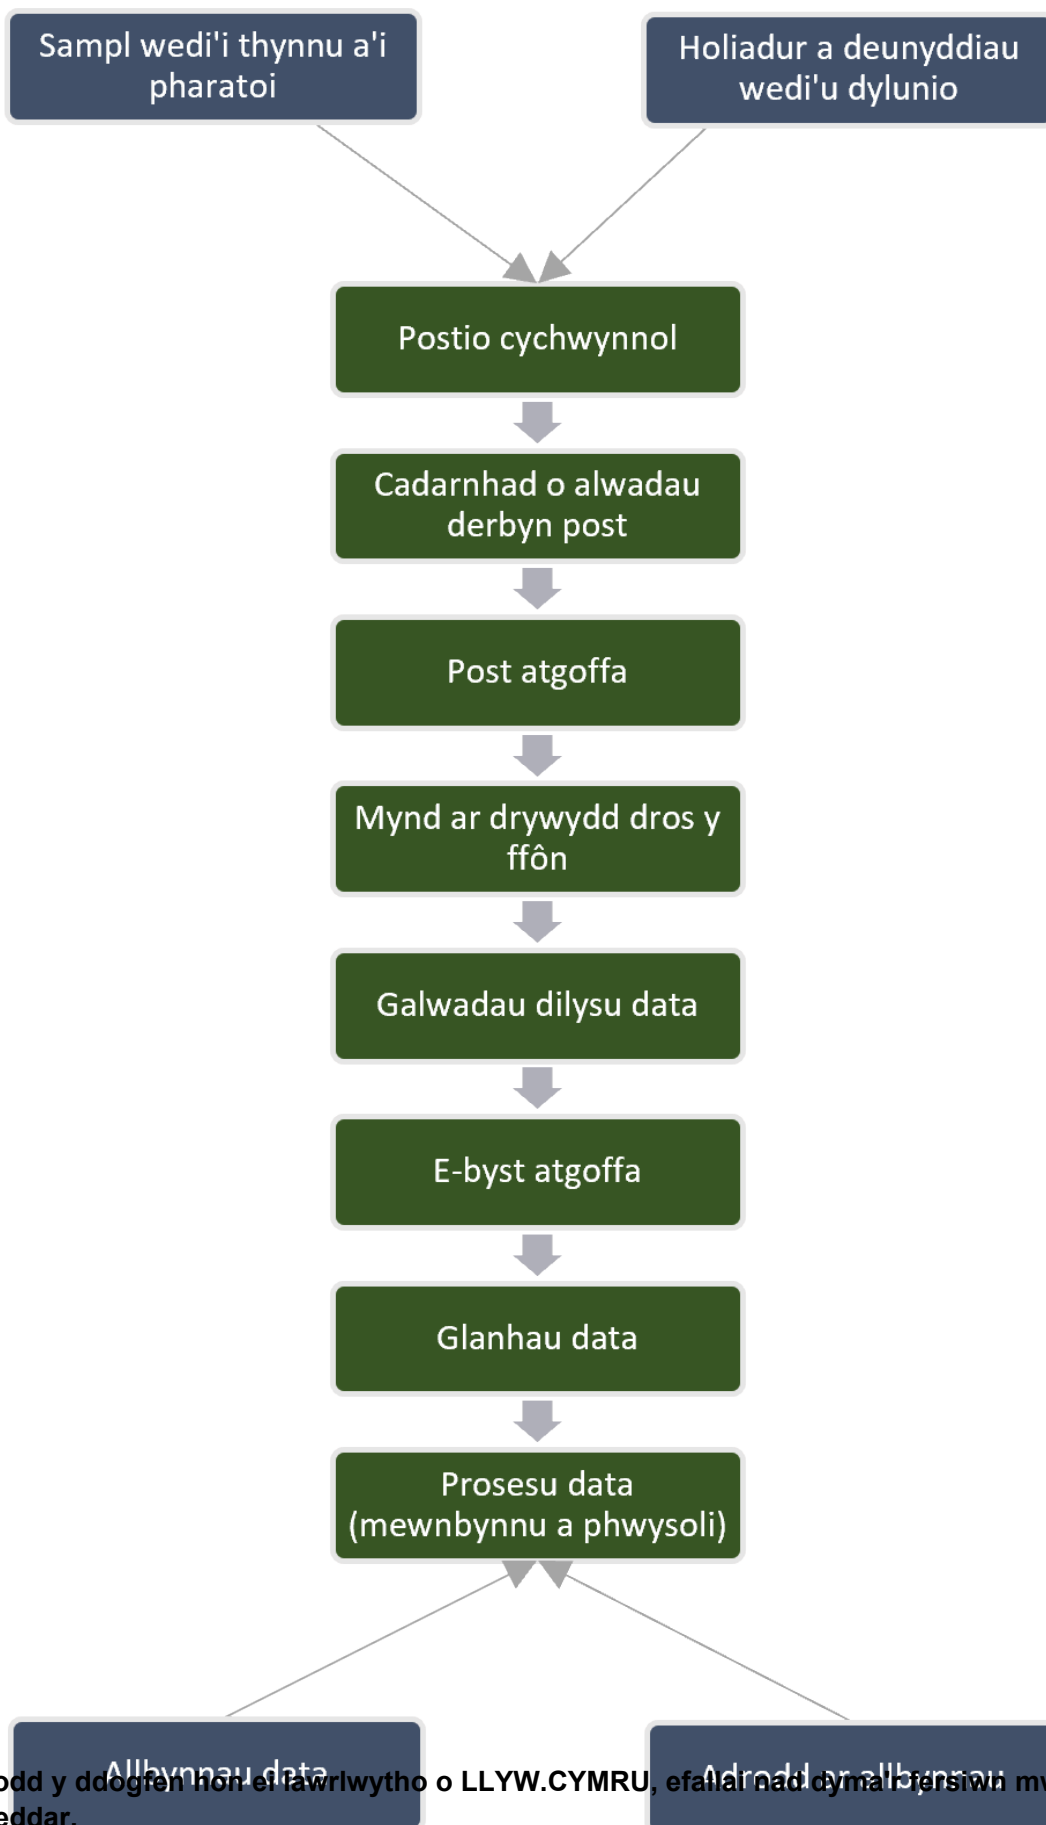 Sampl wedi'i thynnu a'i
pharatoi
Holiadur a deunyddiau
wedi'u dylunio
Postio cychwynnol
Cadarnhad o alwadau
derbyn post
Post atgoffa
Mynd ar drywydd dros y
ffôn
Galwadau dilysu data
E-byst atgoffa
Glanhau data
Prosesu data
(mewnbynnu a phwysoli)
Allbynnau data
Adrodd ar allbynnau
y ddogfen hon ei lawrlwytho o LLYW.CYMRU, efallai nad dyma'r fersiwn